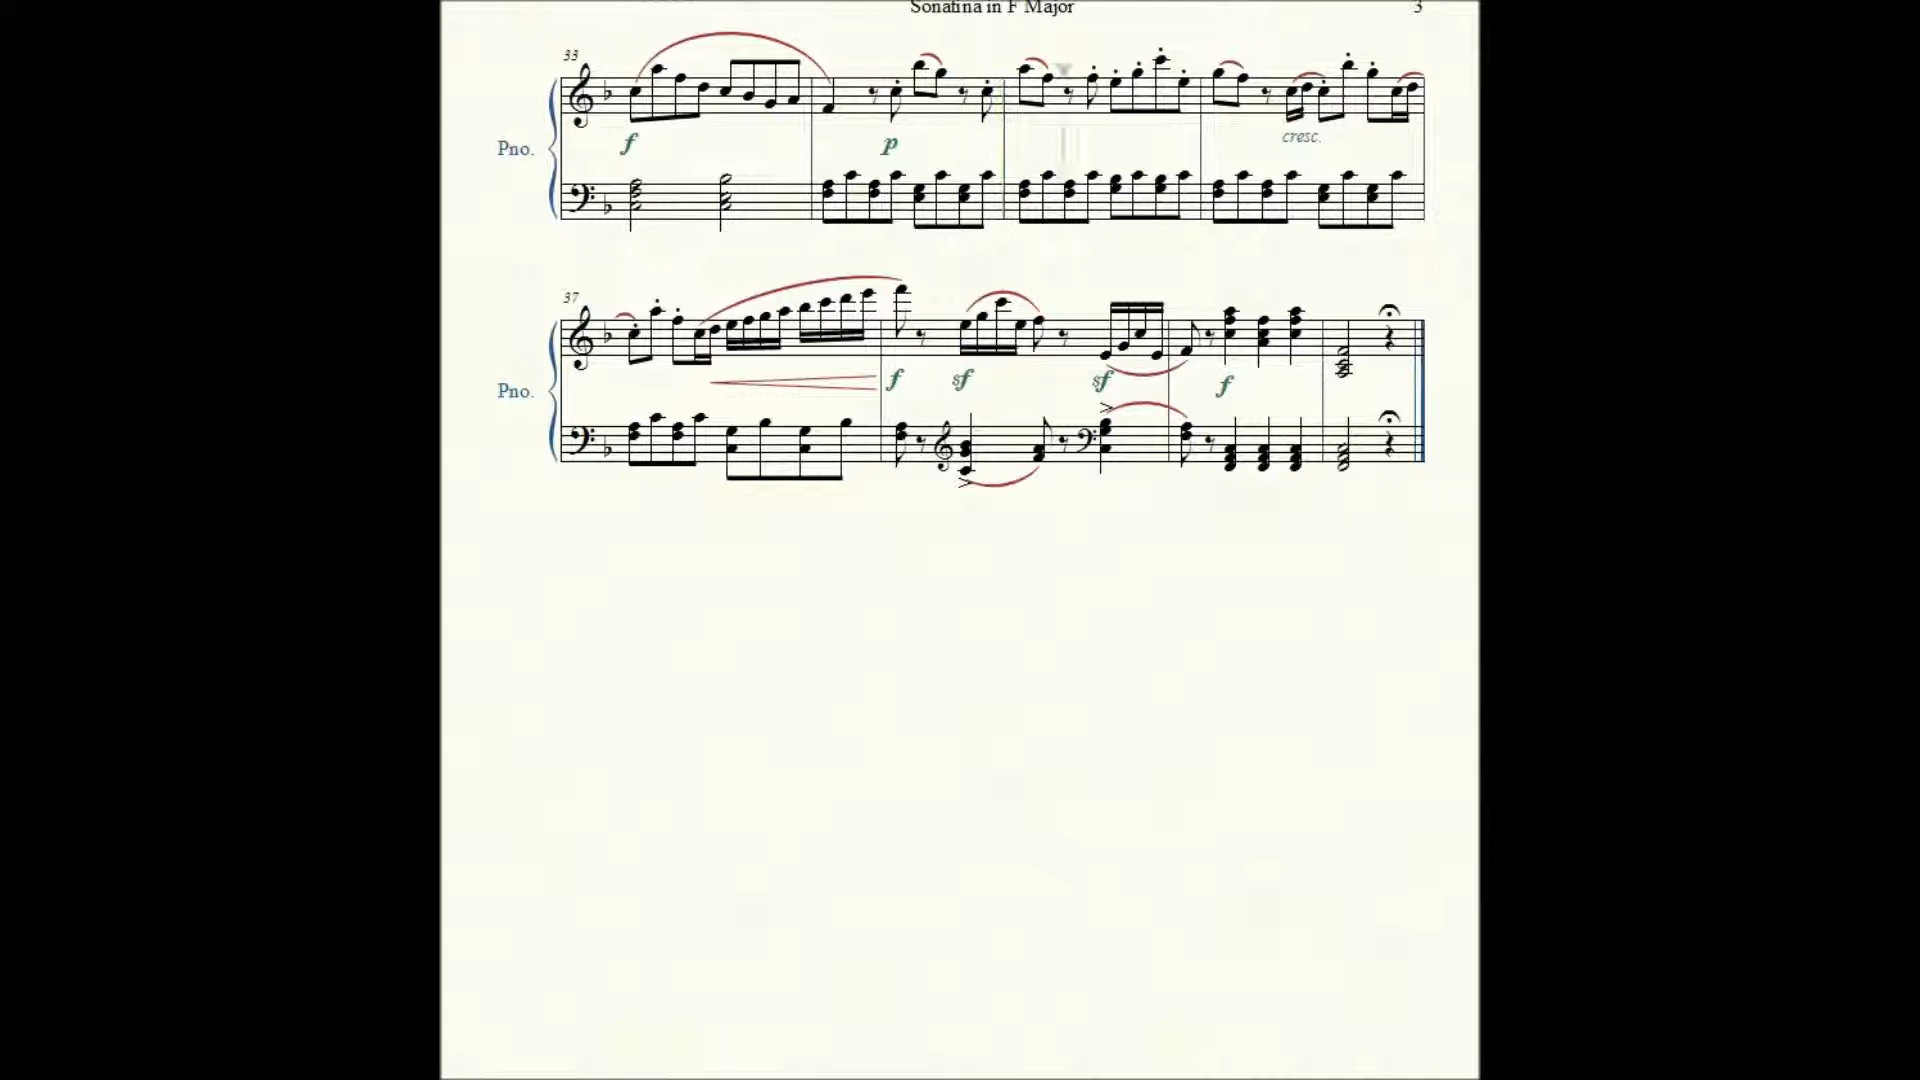 Sonatina in F Major 3
33
f p cresc.
Pno.
37
f sf sf f
Pno.